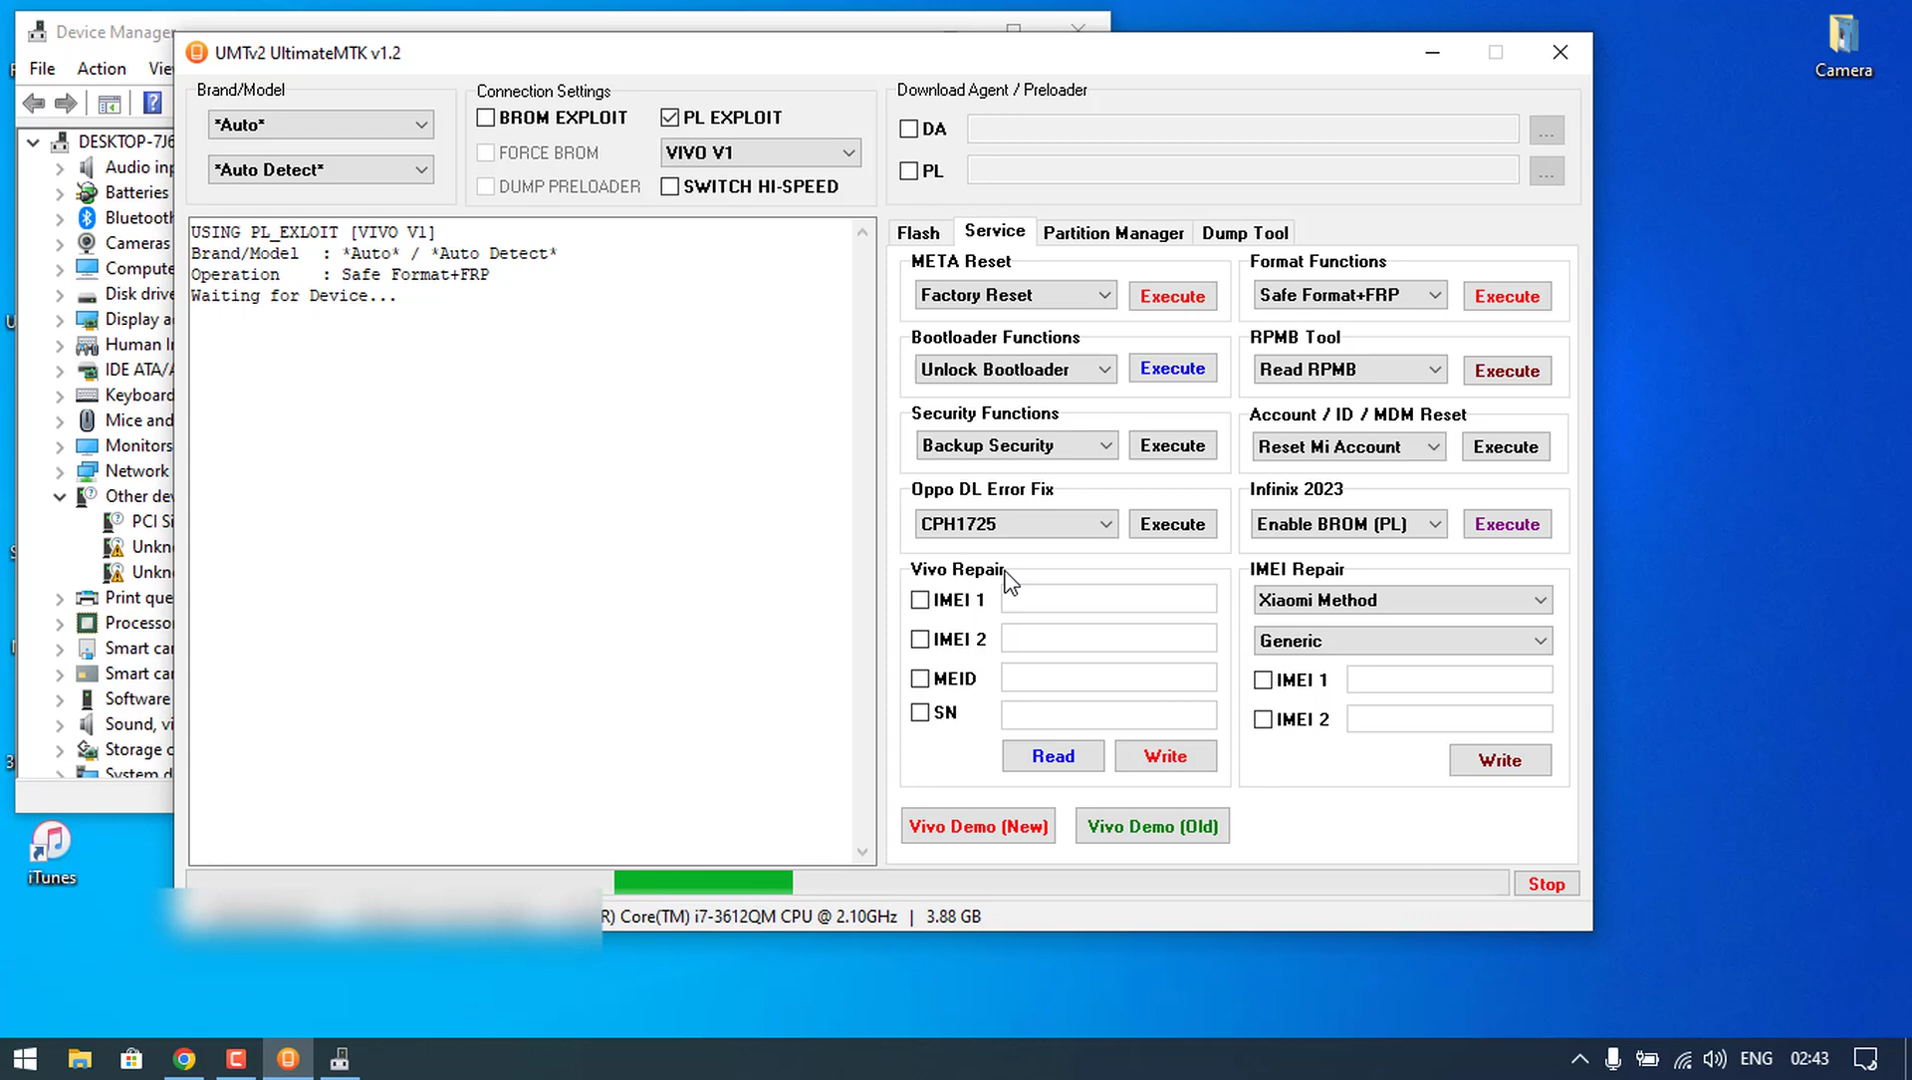 Device Manager
File Action
DESKTOP-7J6
Audio inp
Batteries
Bluetooth
Cameras
Compute
Disk drive
Display a
Human In
IDE ATA/A
Keyboard
Mice and
Monitors
Network
Other dev
PCI Si
Unkn
Unkn
Print que
Processor
Smart car
Smart car
Software
Sound, vi
Storage c
System d
UMTv2 UltimateMTK v1.2
Brand/Model
*Auto*
*Auto Detect*
Connection Settings
BROM EXPLOIT PL EXPLOIT
FORCE BROM VIVO V1
DUMP PRELOADER SWITCH HI-SPEED
Download Agent / Preloader
DA ...
PL ...
USING PL_EXLOIT [VIVO V1]
Brand/Model : *Auto* / *Auto Detect*
Operation : Safe Format+FRP
Waiting for Device...
Flash Service Partition Manager Dump Tool
META Reset Format Functions
Factory Reset Execute Safe Format+FRP Execute
Bootloader Functions RPMB Tool
Unlock Bootloader Execute Read RPMB Execute
Security Functions Account / ID / MDM Reset
Backup Security Execute Reset Mi Account Execute
Oppo DL Error Fix Infinix 2023
CPH1725 Execute Enable BROM (PL) Execute
Vivo Repair
IMEI 1
IMEI 2
MEID
SN
Read Write
IMEI Repair
Xiaomi Method
Generic
IMEI 1
IMEI 2
Write
Vivo Demo (New) Vivo Demo (Old)
Stop
R) Core(TM) i7-3612QM CPU @ 2.10GHz | 3.88 GB
Camera
iTunes
ENG 02:43